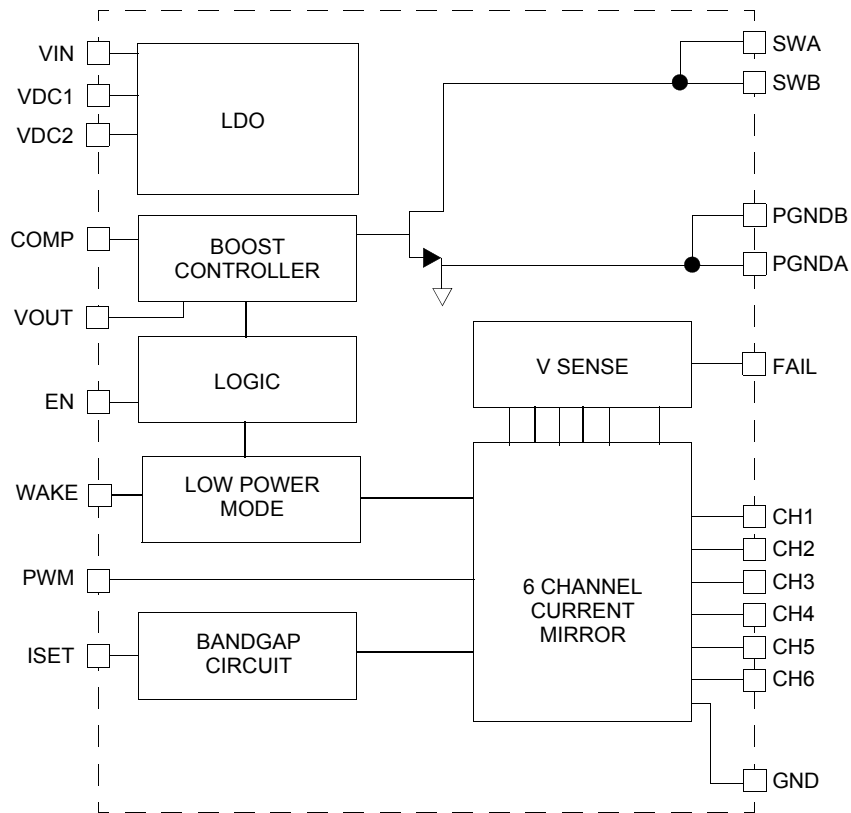 VIN
VDC1
VDC2
LDO
SWA
SWB
COMP
BOOST
CONTROLLER
PGNDB
PGNDA
VOUT
LOGIC
EN
V SENSE
FAIL
WAKE
LOW POWER
MODE
PWM
ISET
BANDGAP
CIRCUIT
6 CHANNEL
CURRENT
MIRROR
CH1
CH2
CH3
CH4
CH5
CH6
GND